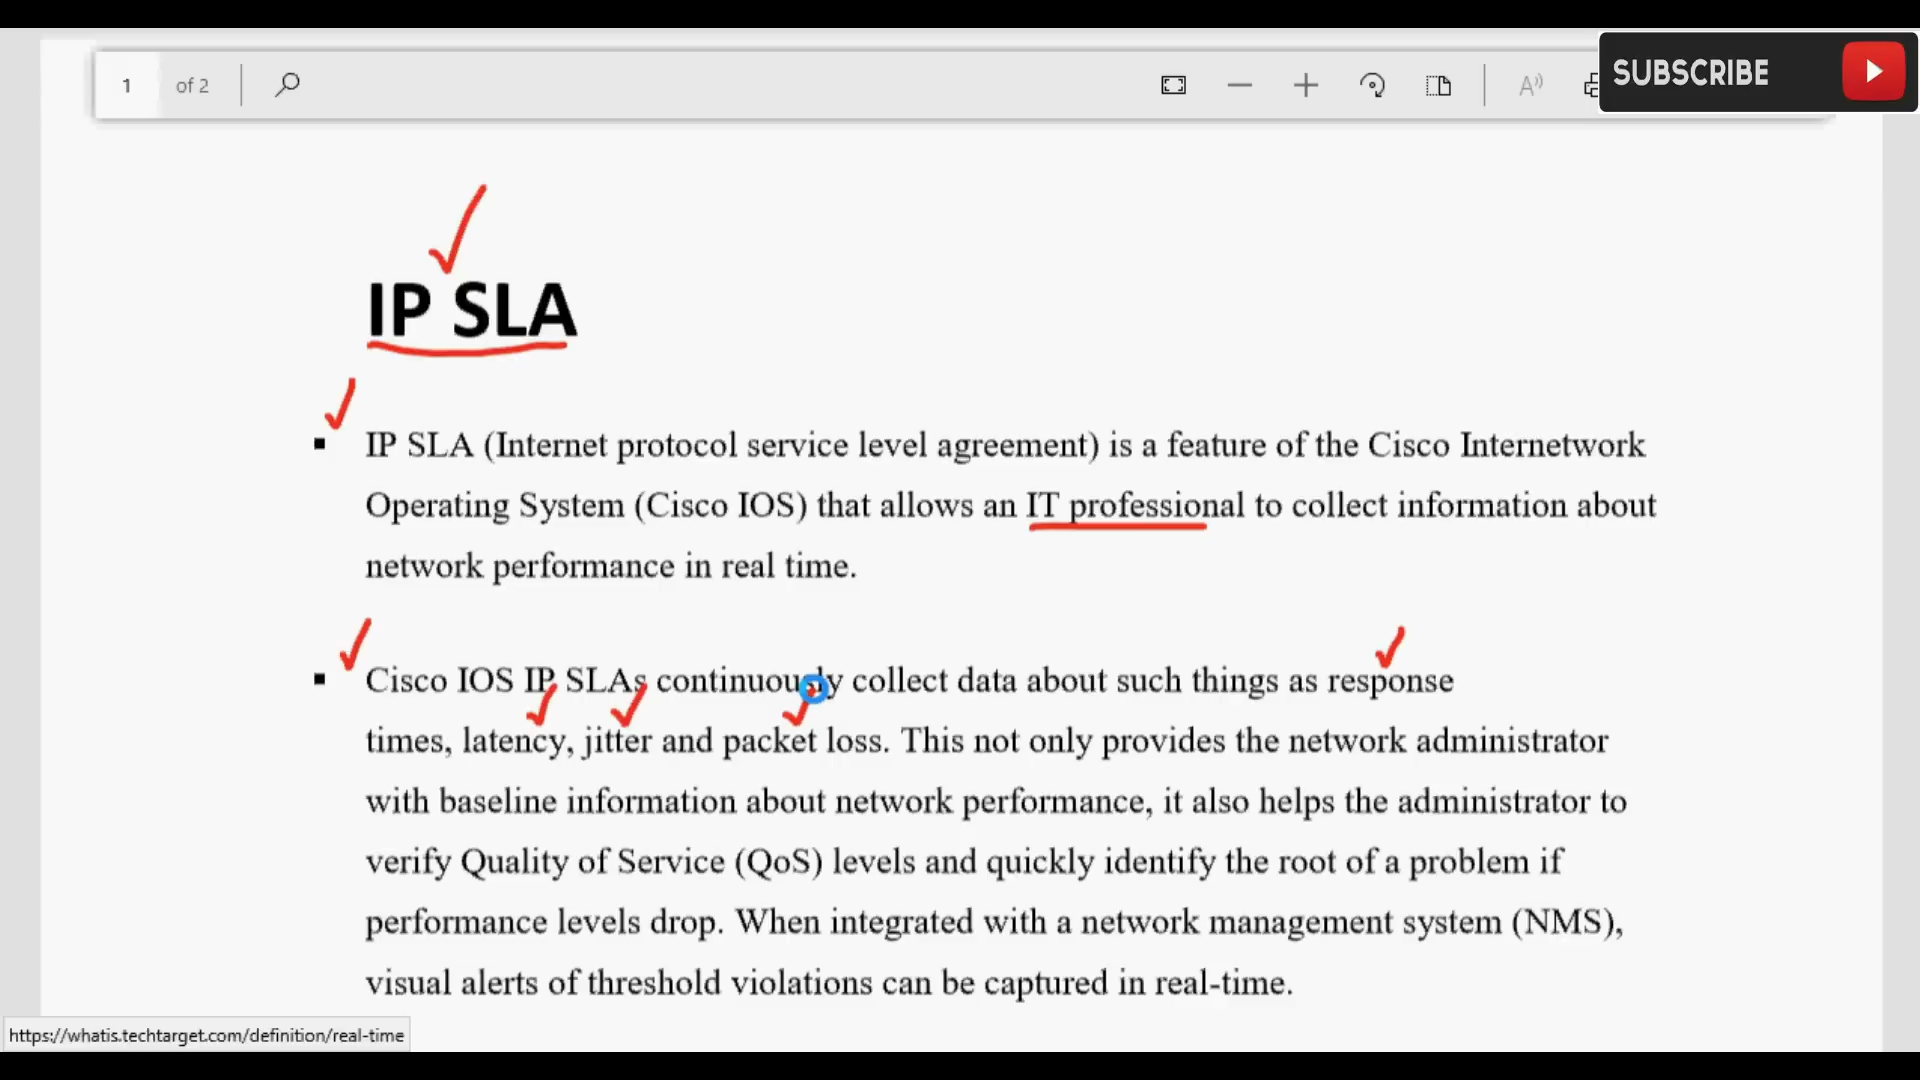 1 of 2
SUBSCRIBE
IP SLA
▪ IP SLA (Internet protocol service level agreement) is a feature of the Cisco Internetwork
Operating System (Cisco IOS) that allows an IT professional to collect information about
network performance in real time.
▪ Cisco IOS IP SLAs continuously collect data about such things as response
times, latency, jitter and packet loss. This not only provides the network administrator
with baseline information about network performance, it also helps the administrator to
verify Quality of Service (QoS) levels and quickly identify the root of a problem if
performance levels drop. When integrated with a network management system (NMS),
visual alerts of threshold violations can be captured in real-time.
https://whatis.techtarget.com/definition/real-time